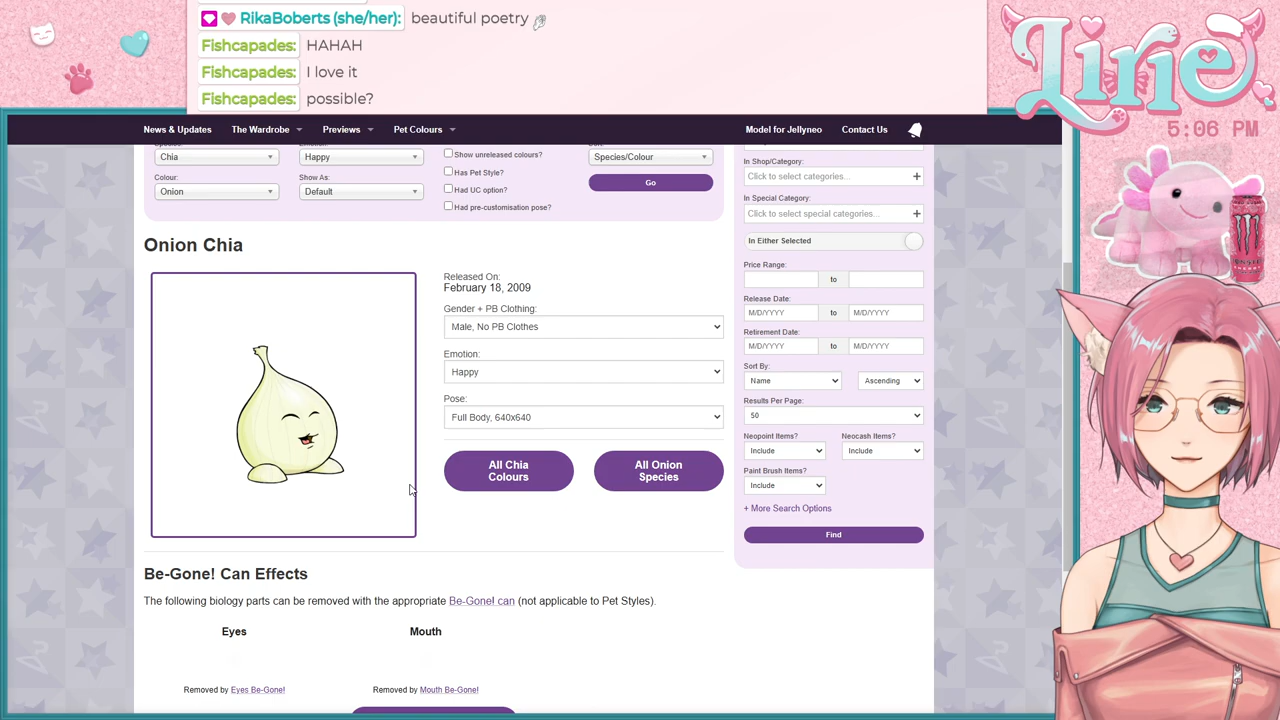 RikaBoberts (she/her): beautiful poetry
Fishcapades: HAHAH
Fishcapades: I love it
Fishcapades: possible?
Lirie
5:06 PM
News & Updates The Wardrobe Previews Pet Colours Model for Jellyneo Contact Us
Chia Happy Show unreleased colours? Species/Colour
Has Pet Style?
Colour: Show As: Go
Onion Default Had UC option?
Had pre-customisation pose?
In Shop/Category:
Click to select categories... +
In Special Category:
Click to select special categories... +
In Either Selected
Price Range:
to
Release Date:
M/D/YYYY to M/D/YYYY
Retirement Date:
M/D/YYYY to M/D/YYYY
Sort By:
Name Ascending
Results Per Page:
50
Neopoint Items? Neocash Items?
Include Include
Paint Brush Items?
Include
+ More Search Options
Find
Onion Chia
Released On:
February 18, 2009
Gender + PB Clothing:
Male, No PB Clothes
Emotion:
Happy
Pose:
Full Body, 640x640
All Chia Colours
All Onion Species
Be-Gone! Can Effects
The following biology parts can be removed with the appropriate Be-Gone! can (not applicable to Pet Styles).
Eyes Mouth
Removed by Eyes Be-Gone! Removed by Mouth Be-Gone!